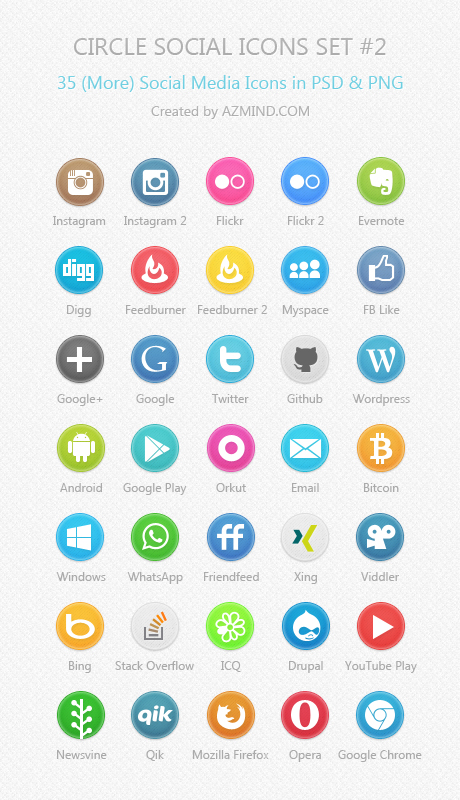 CIRCLE SOCIAL ICONS SET #2
35 (More) Social Media Icons in PSD & PNG
Created by AZMIND.COM
Instagram Instagram 2 Flickr Flickr 2 Evernote
digg
Digg Feedburner Feedburner 2 Myspace FB Like
G W
Google+ Google Twitter Github Wordpress
Android Google Play Orkut Email Bitcoin
ff
Windows WhatsApp Friendfeed Xing Viddler
b
Bing Stack Overflow ICQ Drupal YouTube Play
qik
Newsvine Qik Mozilla Firefox Opera Google Chrome